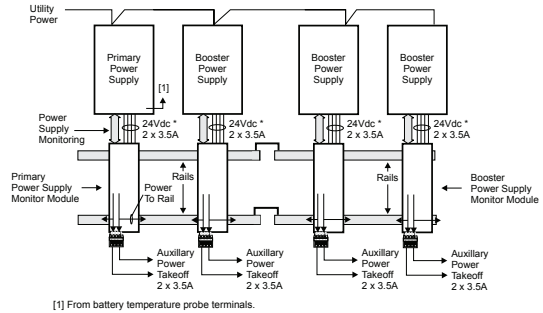 Utility
Power
Primary
Power
Supply
Booster
Power
Supply
Booster
Power
Supply
Booster
Power
Supply
[1]
Power
Supply
Monitoring
24Vdc *
2 x 3.5A
24Vdc *
2 x 3.5A
24Vdc *
2 x 3.5A
24Vdc *
2 x 3.5A
Primary
Power Supply
Monitor Module
Rails
Power
To Rail
Rails
Booster
Power Supply
Monitor Module
Auxillary
Power
Takeoff
2 x 3.5A
Auxillary
Power
Takeoff
2 x 3.5A
Auxillary
Power
Takeoff
2 x 3.5A
Auxillary
Power
Takeoff
2 x 3.5A
[1] From battery temperature probe terminals.